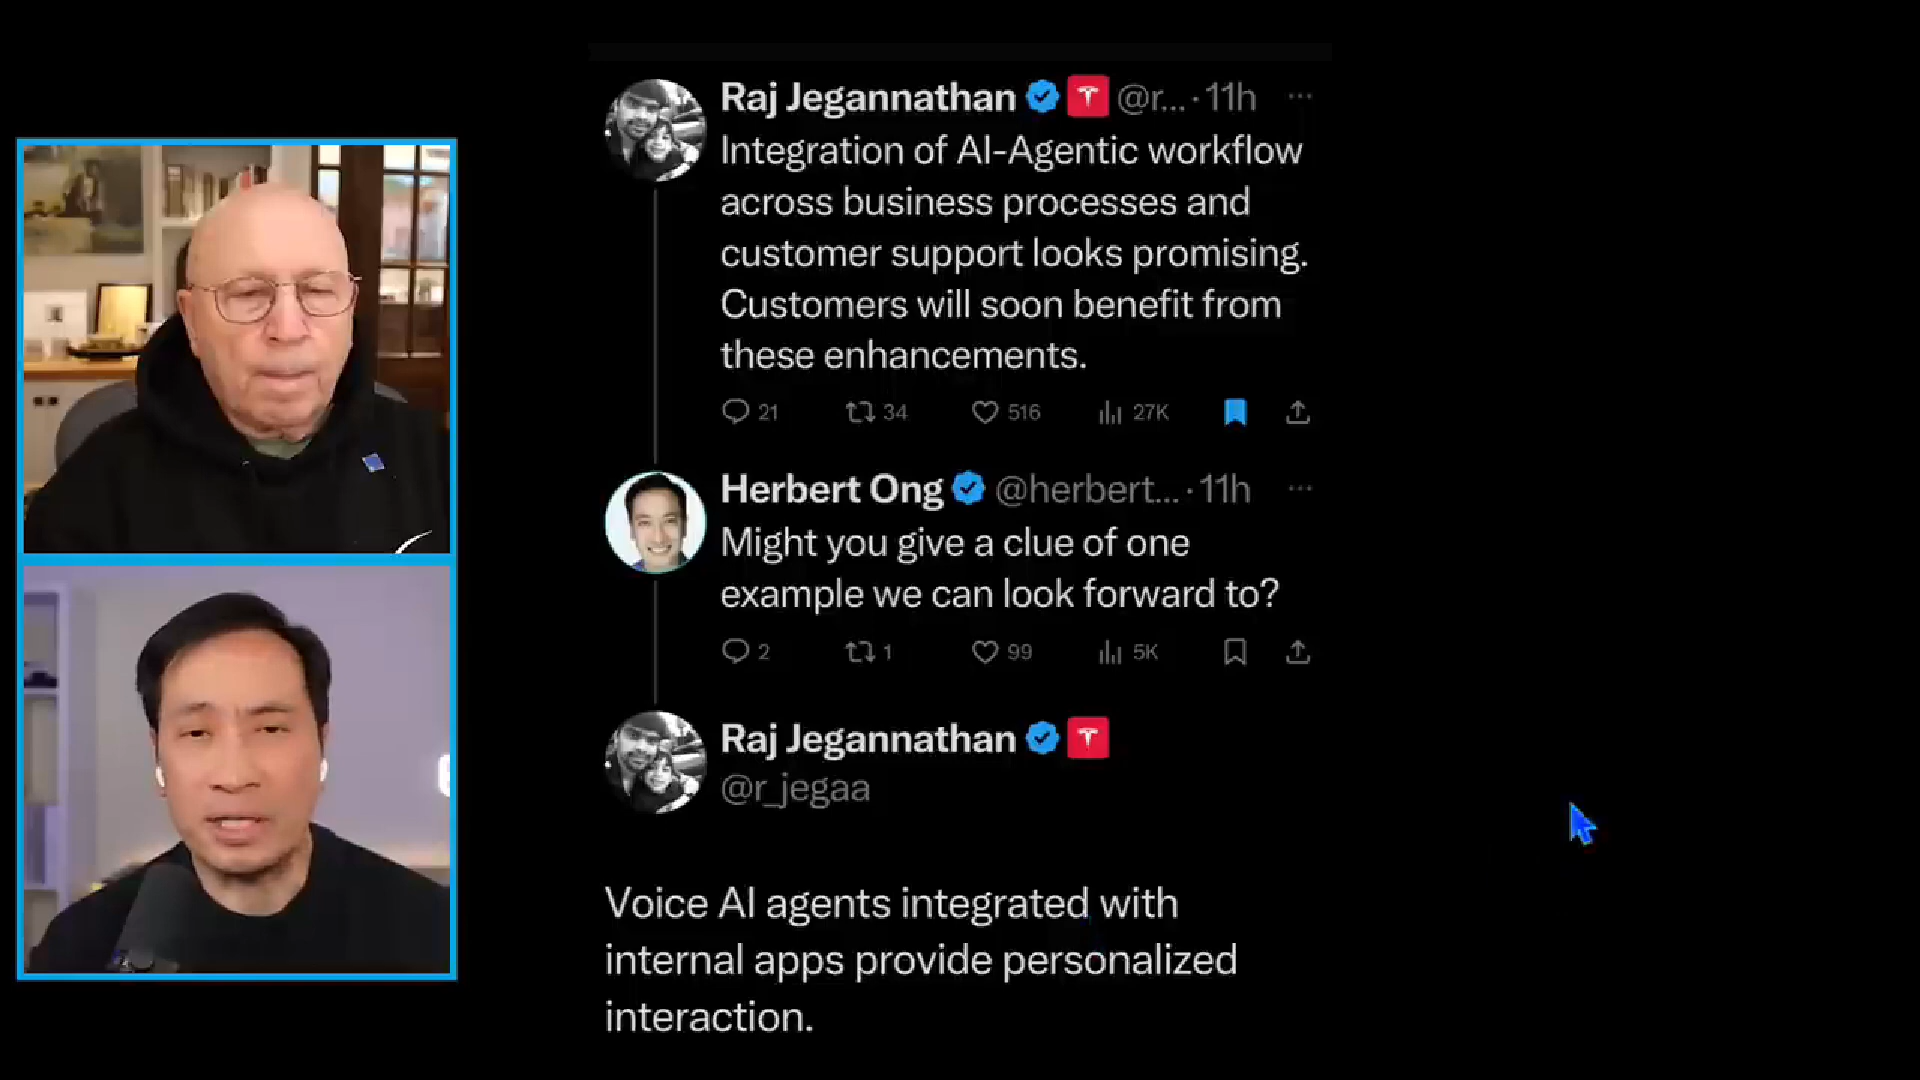 Raj Jegannathan @r... · 11h
Integration of AI-Agentic workflow
across business processes and
customer support looks promising.
Customers will soon benefit from
these enhancements.
21 34 516 27K
Herbert Ong @herbert... · 11h
Might you give a clue of one
example we can look forward to?
2 1 99 5K
Raj Jegannathan
@r_jegaa
Voice AI agents integrated with
internal apps provide personalized
interaction.